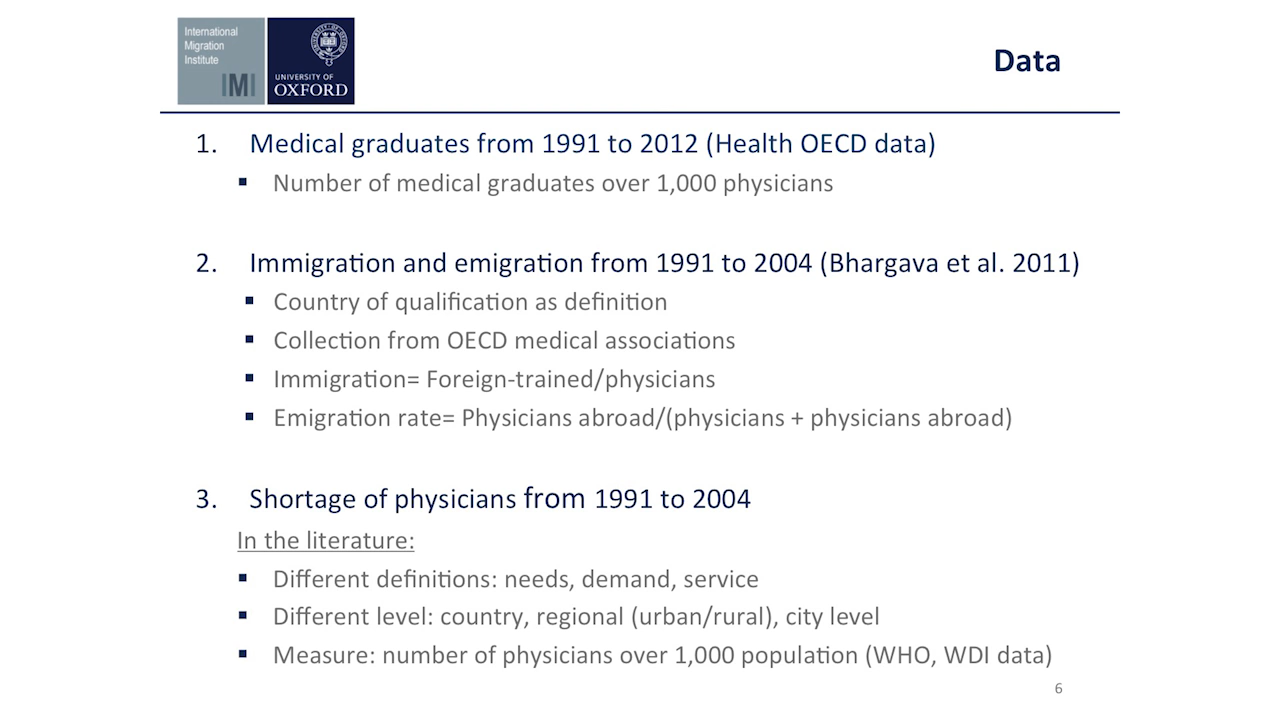 International
Migration
Institute
IMI
UNIVERSITY OF
OXFORD
Data
1. Medical graduates from 1991 to 2012 (Health OECD data)
▪ Number of medical graduates over 1,000 physicians
2. Immigration and emigration from 1991 to 2004 (Bhargava et al. 2011)
▪ Country of qualification as definition
▪ Collection from OECD medical associations
▪ Immigration= Foreign-trained/physicians
▪ Emigration rate= Physicians abroad/(physicians + physicians abroad)
3. Shortage of physicians from 1991 to 2004
In the literature:
▪ Different definitions: needs, demand, service
▪ Different level: country, regional (urban/rural), city level
▪ Measure: number of physicians over 1,000 population (WHO, WDI data)
6